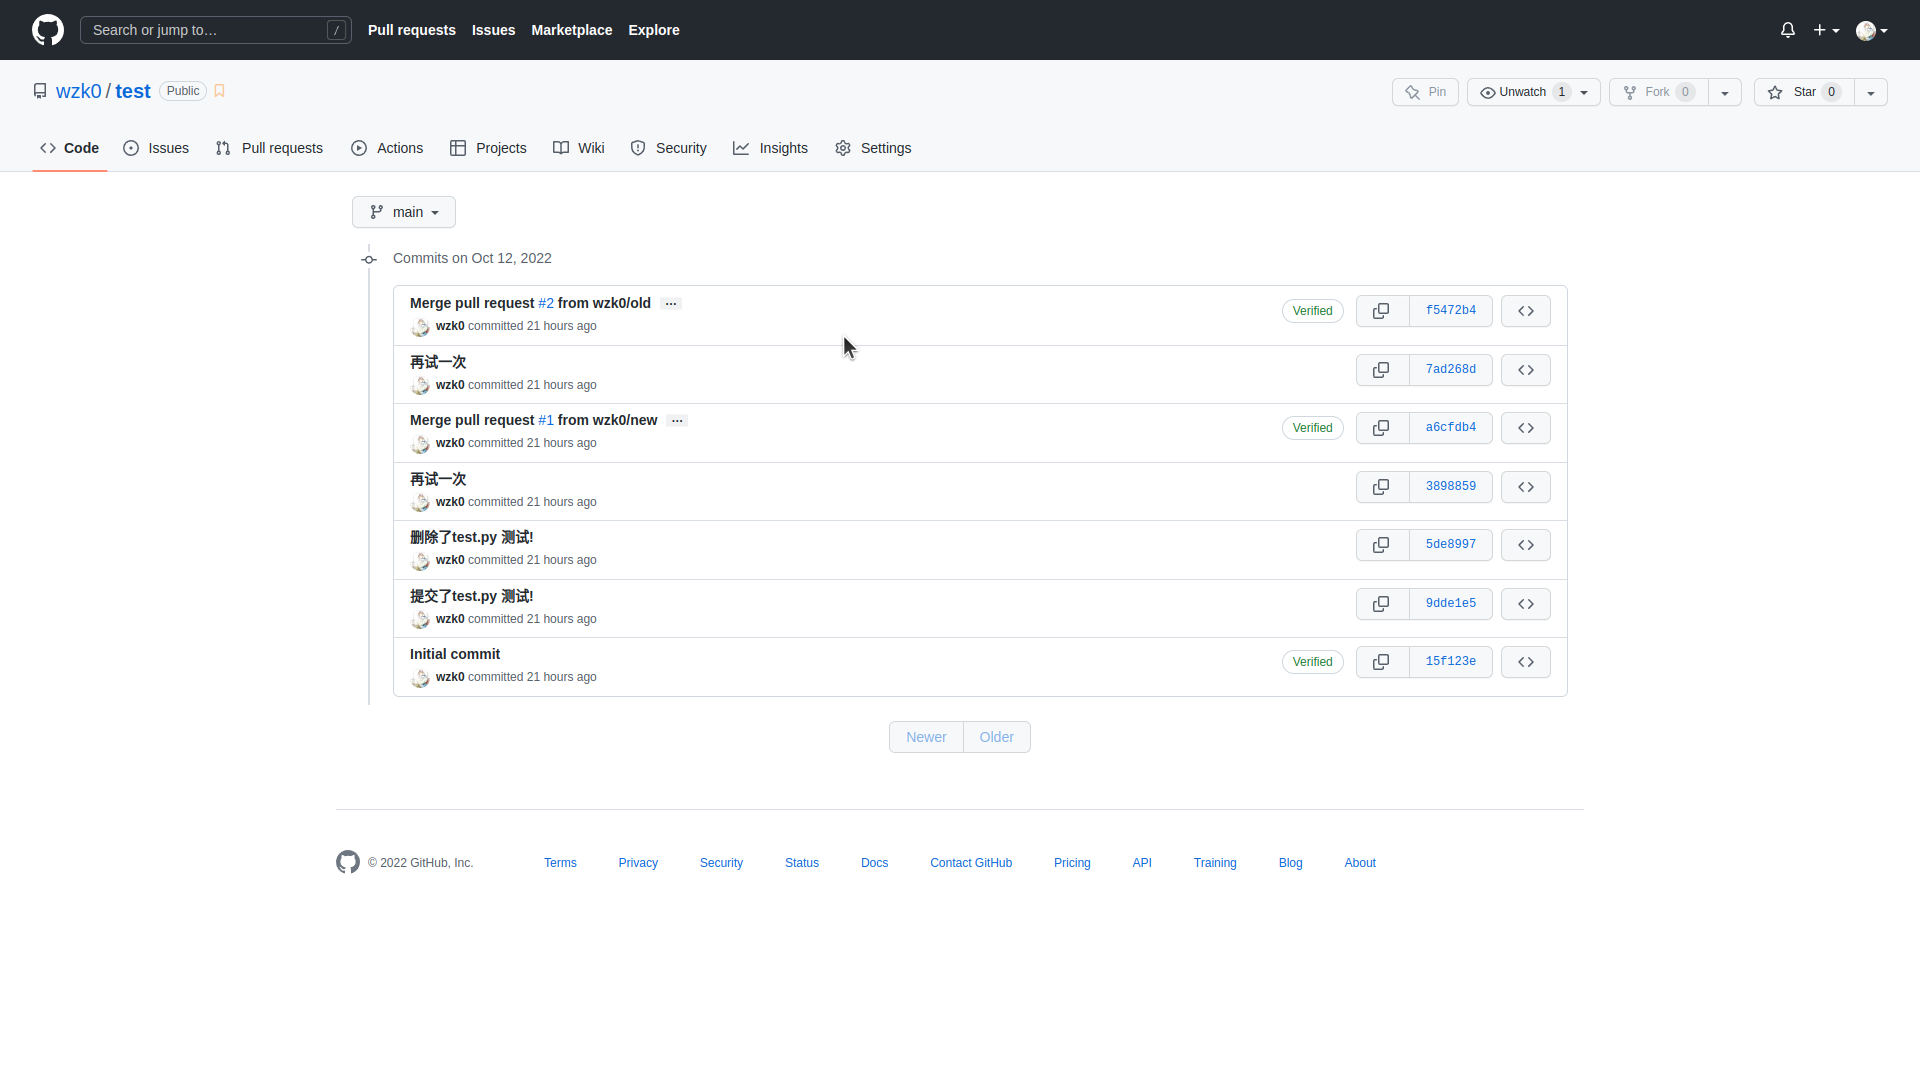 Search or jump to… / Pull requests Issues Marketplace Explore
wzk0 / test Public Pin Unwatch 1 Fork 0 Star 0
Code Issues Pull requests Actions Projects Wiki Security Insights Settings
main
Commits on Oct 12, 2022
Merge pull request #2 from wzk0/old …
wzk0 committed 21 hours ago
Verified f5472b4
再试一次
wzk0 committed 21 hours ago
7ad268d
Merge pull request #1 from wzk0/new …
wzk0 committed 21 hours ago
Verified a6cfdb4
再试一次
wzk0 committed 21 hours ago
3898859
删除了test.py 测试!
wzk0 committed 21 hours ago
5de8997
提交了test.py 测试!
wzk0 committed 21 hours ago
9dde1e5
Initial commit
wzk0 committed 21 hours ago
Verified 15f123e
Newer Older
© 2022 GitHub, Inc. Terms Privacy Security Status Docs Contact GitHub Pricing API Training Blog About